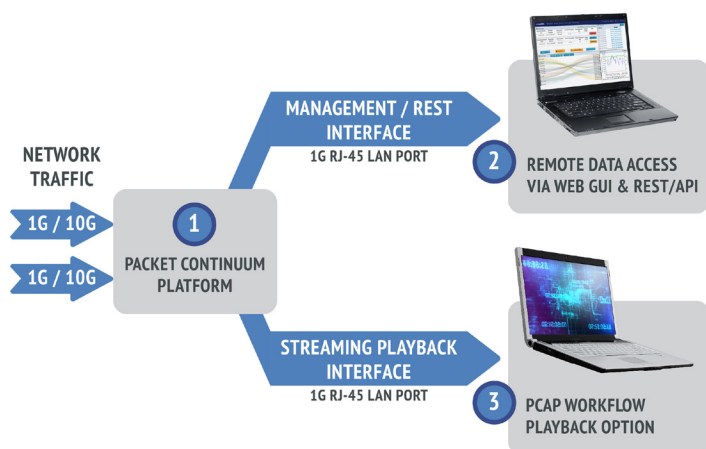 NETWORK
TRAFFIC
1G / 10G
1G / 10G
1
PACKET CONTINUUM
PLATFORM
MANAGEMENT / REST
INTERFACE
1G RJ-45 LAN PORT
2
REMOTE DATA ACCESS
VIA WEB GUI & REST/API
STREAMING PLAYBACK
INTERFACE
1G RJ-45 LAN PORT
3
PCAP WORKFLOW
PLAYBACK OPTION